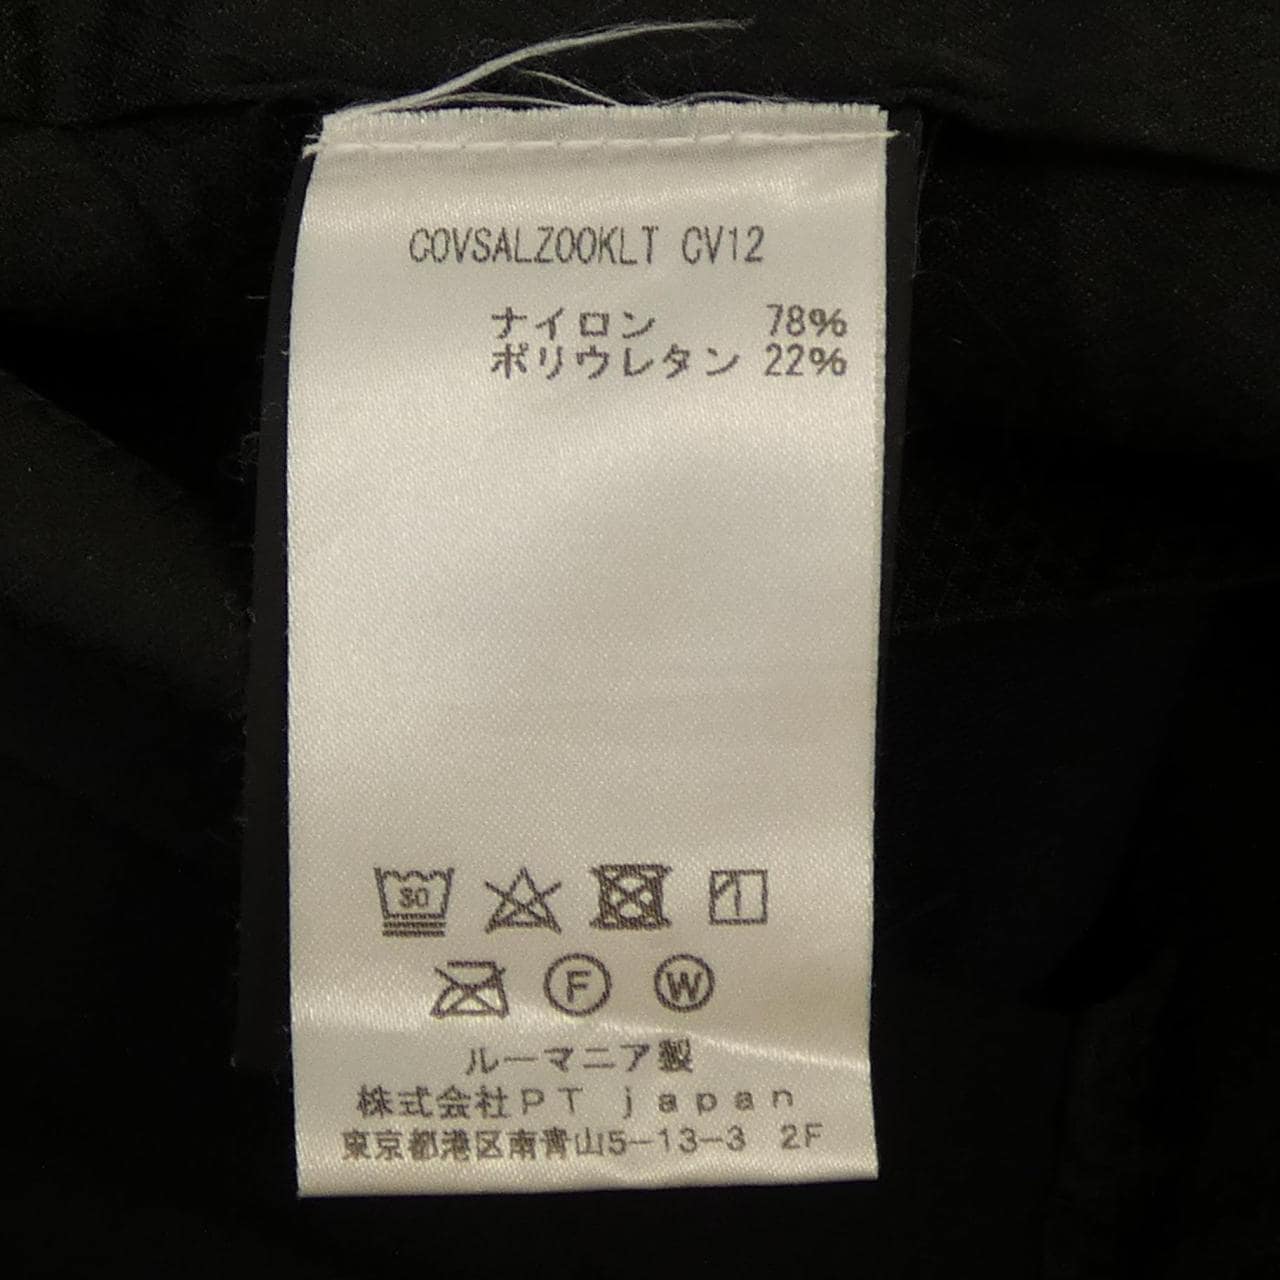 COVSALZOOKLT CV12
ナイロン 78%
ポリウレタン 22%
30
F W
ルーマニア製
株式会社PT japan
東京都港区南青山5-13-3 2F